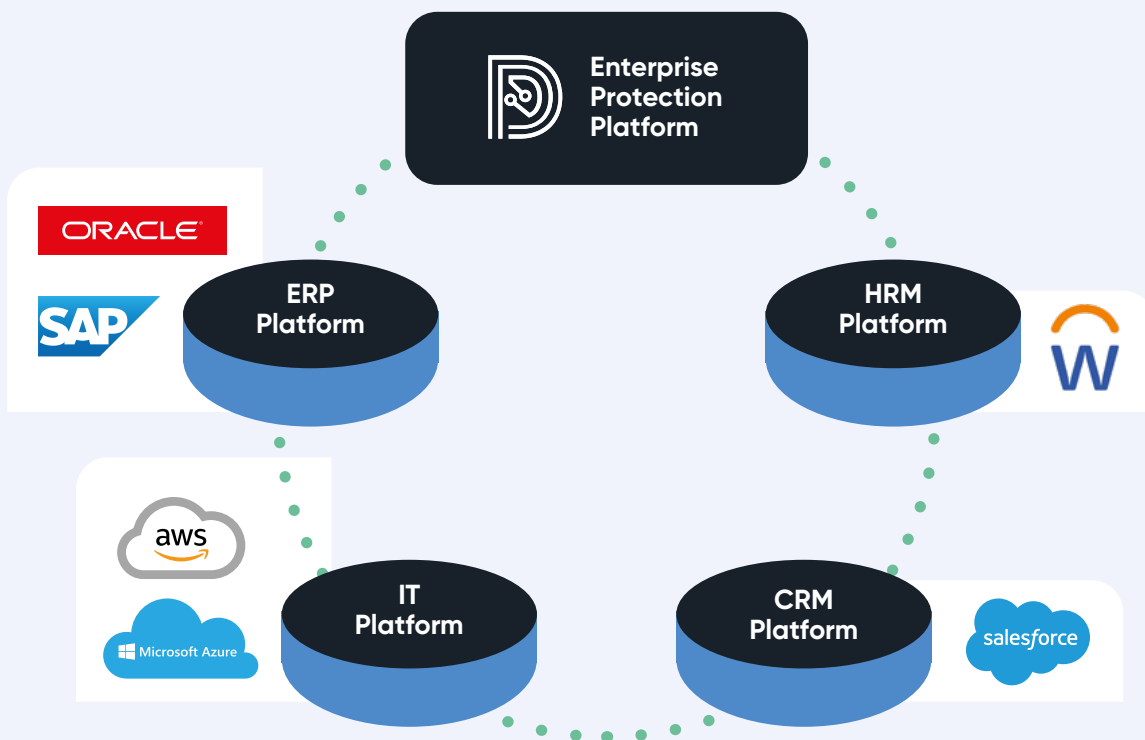 Enterprise
Protection
Platform
ORACLE
SAP
ERP
Platform
HRM
Platform
W
aws
Microsoft Azure
IT
Platform
CRM
Platform
salesforce